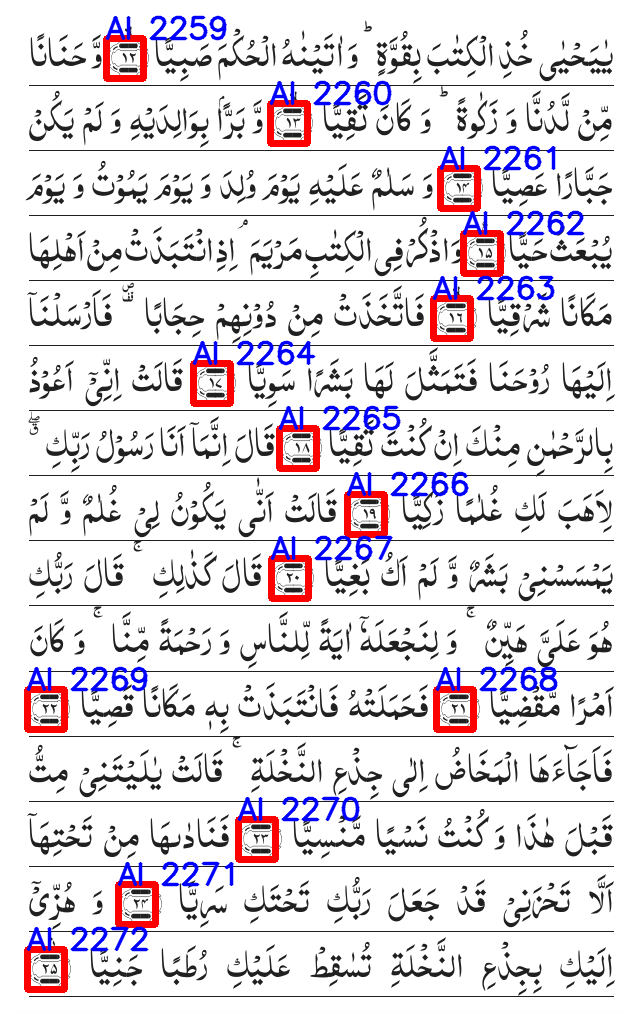 AI 2259
يٰيَحْيٰى خُذِ الْكِتٰبَ بِقُوَّةٍ ؕ وَ اٰتَيْنٰهُ الْحُكْمَ صَبِيًّا ۱۲ وَّ حَنَانًا
AI 2260
مِّنْ لَّدُنَّا وَ زَكٰوةً ؕ وَ كَانَ تَقِيًّا ۱۳ وَّ بَرًّۢا بِوَالِدَيْهِ وَ لَمْ يَكُنْ
AI 2261
جَبَّارًا عَصِيًّا ۱۴ وَ سَلٰمٌ عَلَيْهِ يَوْمَ وُلِدَ وَ يَوْمَ يَمُوْتُ وَ يَوْمَ
AI 2262
يُبْعَثُ حَيًّا ۱۵ وَ اذْكُرْ فِى الْكِتٰبِ مَرْيَمَ ۘ اِذِ انْتَبَذَتْ مِنْ اَهْلِهَا
AI 2263
مَكَانًا شَرْقِيًّا ۱۶ فَاتَّخَذَتْ مِنْ دُوْنِهِمْ حِجَابًا ۪۫ فَاَرْسَلْنَاۤ
AI 2264
اِلَيْهَا رُوْحَنَا فَتَمَثَّلَ لَهَا بَشَرًا سَوِيًّا ۱۷ قَالَتْ اِنِّىْۤ اَعُوْذُ
AI 2265
بِالرَّحْمٰنِ مِنْكَ اِنْ كُنْتَ تَقِيًّا ۱۸ قَالَ اِنَّمَاۤ اَنَا رَسُوْلُ رَبِّكِ ۖۗ
AI 2266
لِاَهَبَ لَكِ غُلٰمًا زَكِيًّا ۱۹ قَالَتْ اَنّٰى يَكُوْنُ لِىْ غُلٰمٌ وَّ لَمْ
AI 2267
يَمْسَسْنِىْ بَشَرٌ وَّ لَمْ اَكُ بَغِيًّا ۲۰ قَالَ كَذٰلِكِ ۚ قَالَ رَبُّكِ
هُوَ عَلَىَّ هَيِّنٌ ۚ وَ لِنَجْعَلَهٗۤ اٰيَةً لِّلنَّاسِ وَ رَحْمَةً مِّنَّا ۚ وَ كَانَ
AI 2268 AI 2269
اَمْرًا مَّقْضِيًّا ۲۱ فَحَمَلَتْهُ فَانْتَبَذَتْ بِهٖ مَكَانًا قَصِيًّا ۲۲
فَاَجَآءَهَا الْمَخَاضُ اِلٰى جِذْعِ النَّخْلَةِ ۚ قَالَتْ يٰلَيْتَنِىْ مِتُّ
AI 2270
قَبْلَ هٰذَا وَ كُنْتُ نَسْيًا مَّنْسِيًّا ۲۳ فَنَادٰىهَا مِنْ تَحْتِهَاۤ
AI 2271
اَلَّا تَحْزَنِىْ قَدْ جَعَلَ رَبُّكِ تَحْتَكِ سَرِيًّا ۲۴ وَ هُزِّىْۤ
AI 2272
اِلَيْكِ بِجِذْعِ النَّخْلَةِ تُسٰقِطْ عَلَيْكِ رُطَبًا جَنِيًّا ۲۵